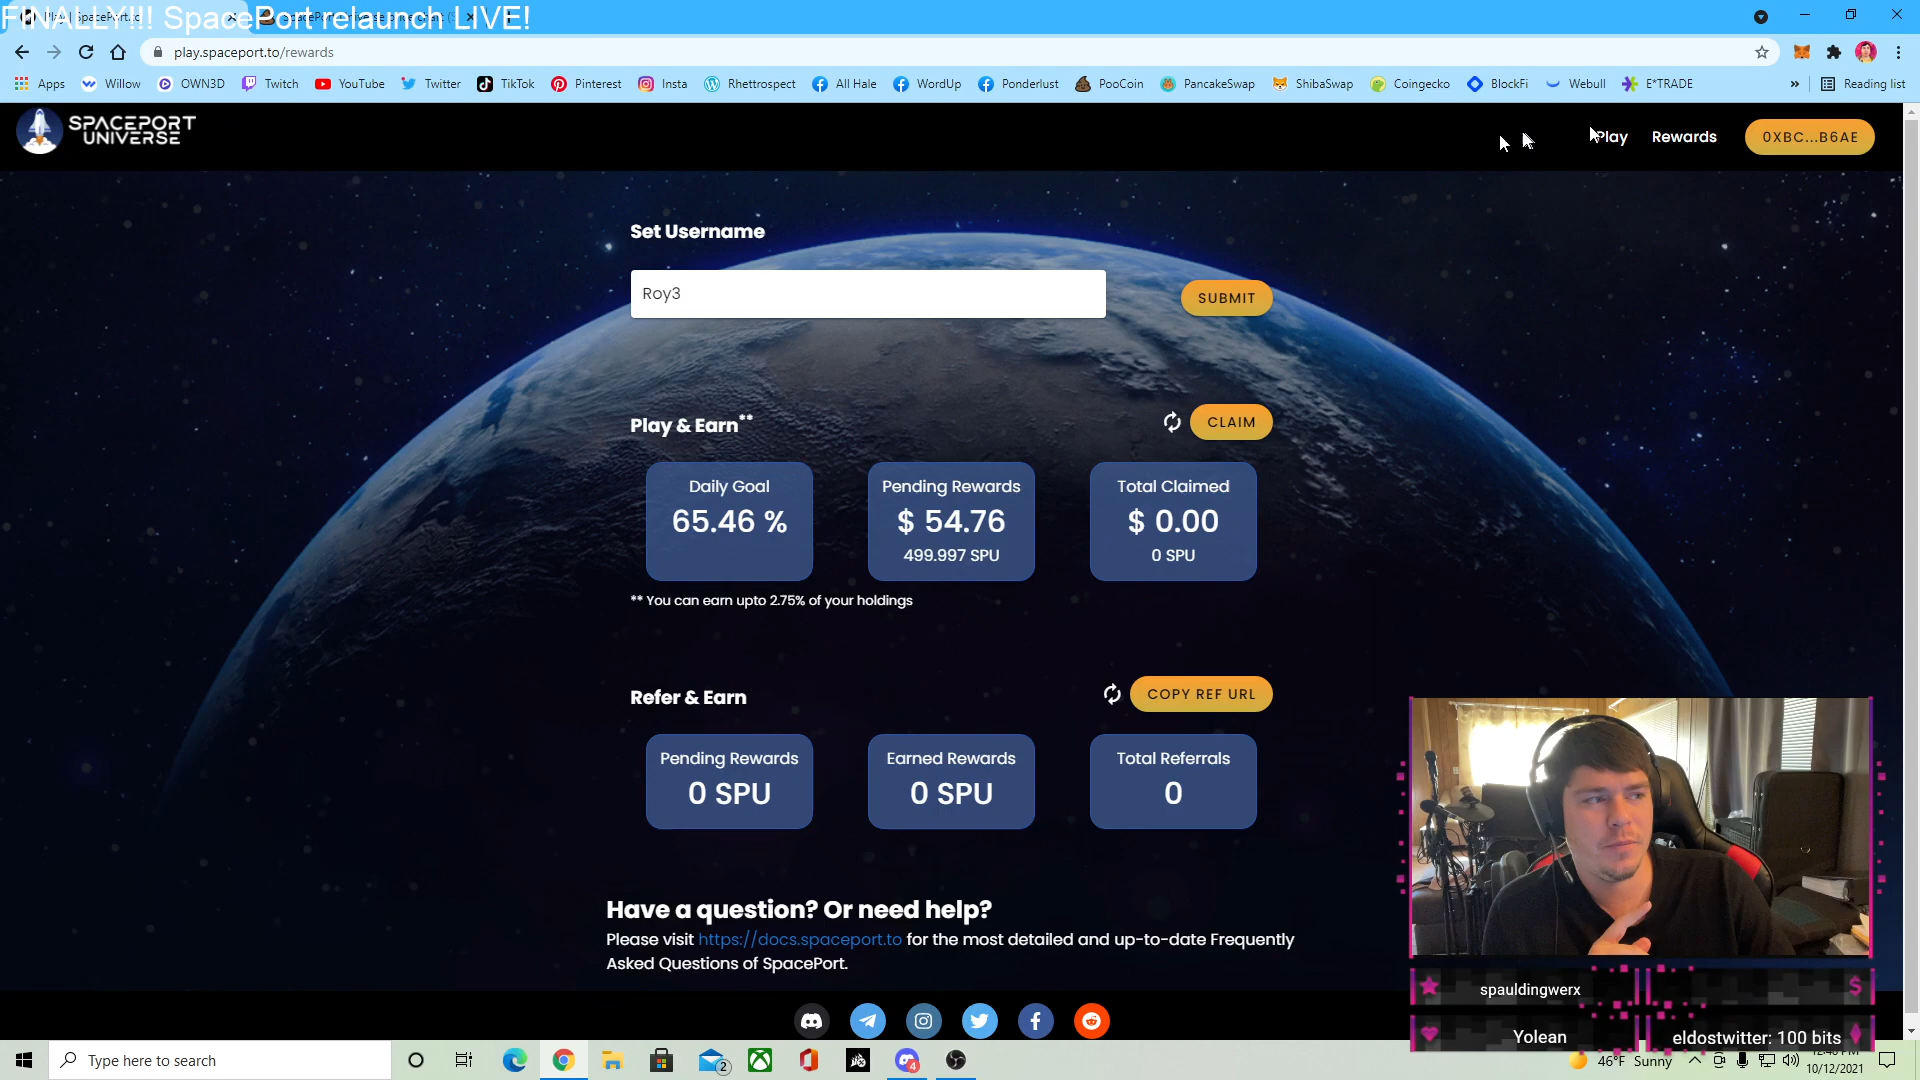 FINALLY!!! SpacePort relaunch LIVE!
play.spaceport.to/rewards
Apps Willow OWN3D Twitch YouTube Twitter TikTok Pinterest Insta Rhettrospect All Hale WordUp Ponderlust PooCoin PancakeSwap ShibaSwap Coingecko BlockFi Webull E*TRADE » Reading list
SPACEPORT
UNIVERSE
Play Rewards 0XBC...B6AE
Set Username
Roy3
SUBMIT
Play & Earn**
CLAIM
Daily Goal
65.46 %
Pending Rewards
$ 54.76
499.997 SPU
Total Claimed
$ 0.00
0 SPU
** You can earn upto 2.75% of your holdings
Refer & Earn
COPY REF URL
Pending Rewards
0 SPU
Earned Rewards
0 SPU
Total Referrals
0
Have a question? Or need help?
Please visit https://docs.spaceport.to for the most detailed and up-to-date Frequently
Asked Questions of SpacePort.
spauldingwerx
Yolean
eldostwitter: 100 bits
Type here to search
2
4
46°F Sunny
10/12/2021